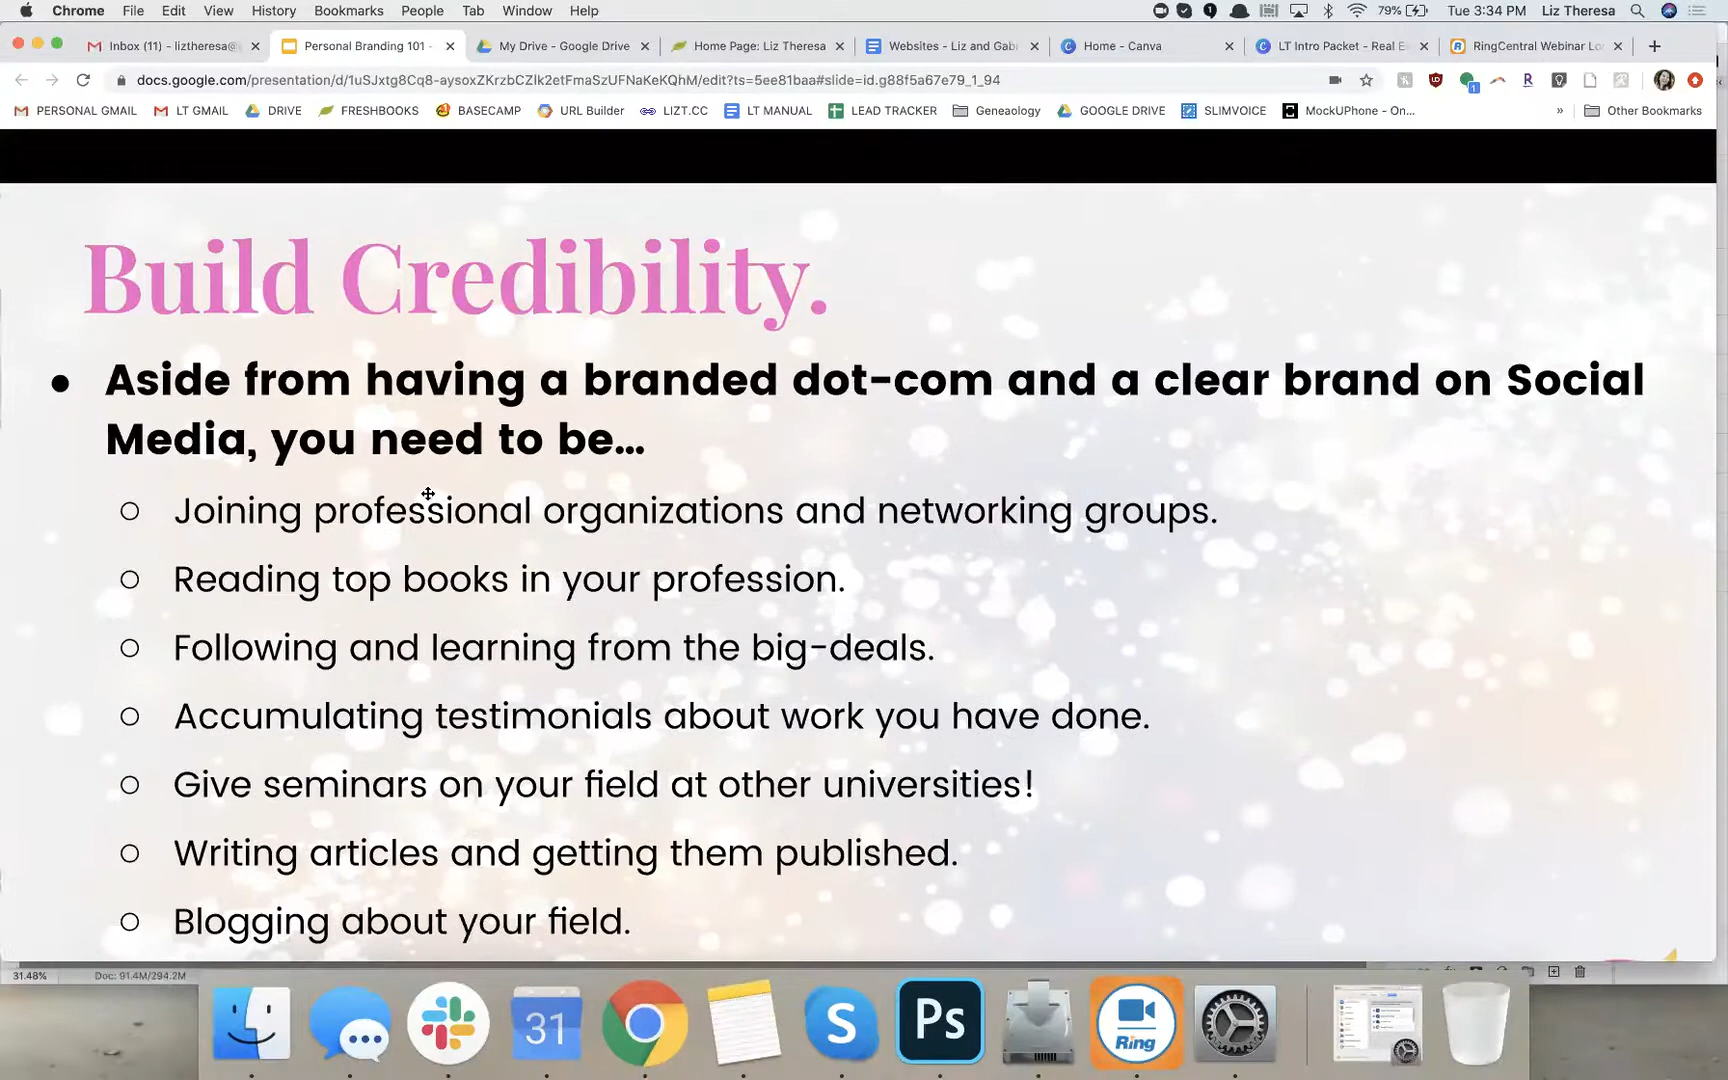 Chrome File Edit View History Bookmarks People Tab Window Help 79% Tue 3:34 PM Liz Theresa
Inbox (11) - liztheresa@ Personal Branding 101 - My Drive - Google Drive Home Page: Liz Theresa Websites - Liz and Gab Home - Canva LT Intro Packet - Real E RingCentral Webinar Lo
docs.google.com/presentation/d/1uSJxtg8Cq8-aysoxZKrzbCZlk2etFmaSzUFNaKeKQhM/edit?ts=5ee81baa#slide=id.g88f5a67e79_1_94
PERSONAL GMAIL LT GMAIL DRIVE FRESHBOOKS BASECAMP URL Builder LIZT.CC LT MANUAL LEAD TRACKER Geneaology GOOGLE DRIVE SLIMVOICE MockUPhone - On... » Other Bookmarks
Build Credibility.
● Aside from having a branded dot-com and a clear brand on Social
Media, you need to be...
○ Joining professional organizations and networking groups.
○ Reading top books in your profession.
○ Following and learning from the big-deals.
○ Accumulating testimonials about work you have done.
○ Give seminars on your field at other universities!
○ Writing articles and getting them published.
○ Blogging about your field.
31.48% Doc: 91.4M/294.2M
31
S
Ps
Ring